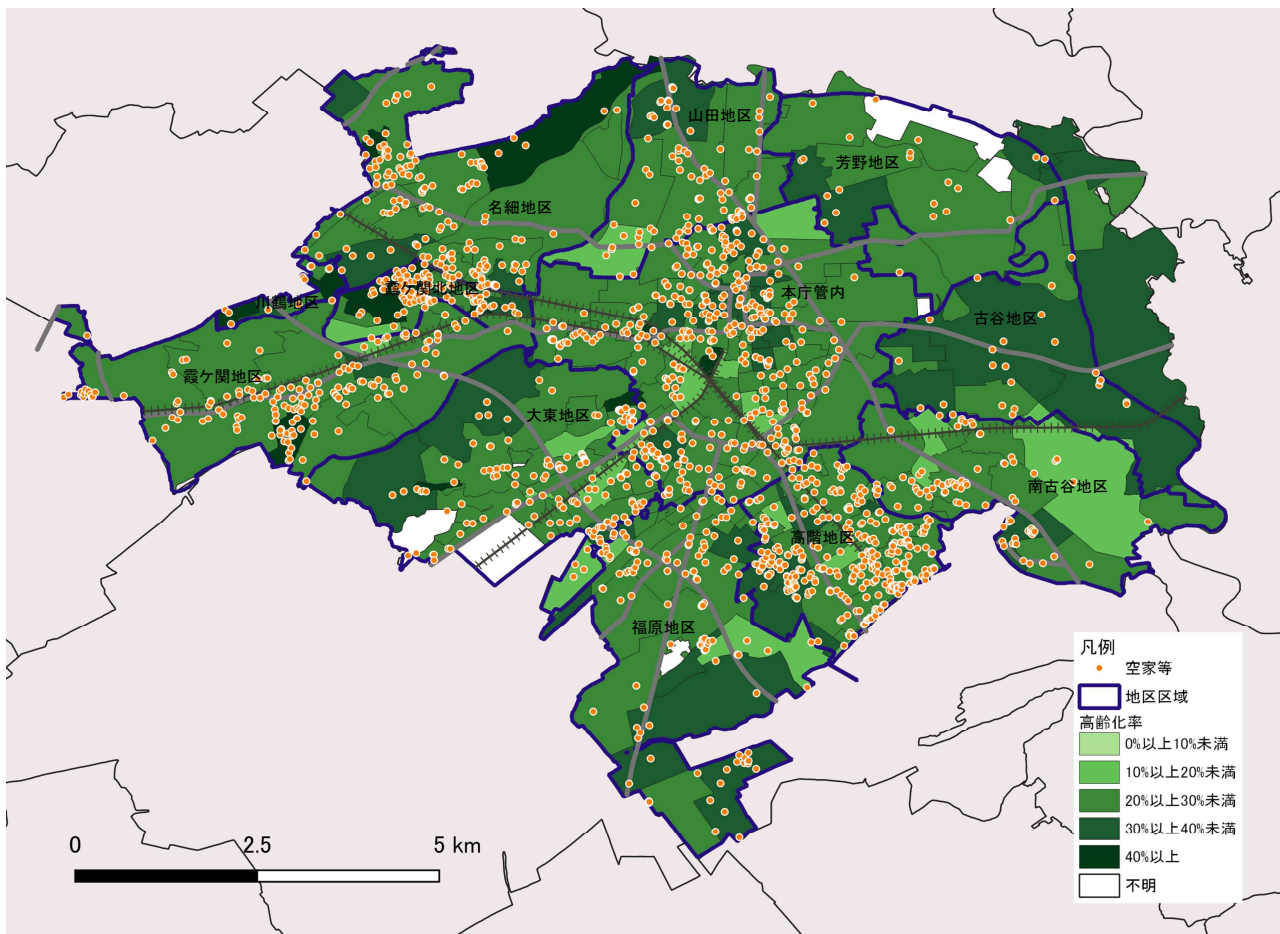 山田地区
芳野地区
名細地区
霞ケ関北地区
川鶴地区
本庁管内
古谷地区
霞ケ関地区
大東地区
南古谷地区
高階地区
福原地区
凡例
空家等
地区区域
高齢化率
0%以上10%未満
10%以上20%未満
20%以上30%未満
30%以上40%未満
40%以上
不明
0 2.5 5 km